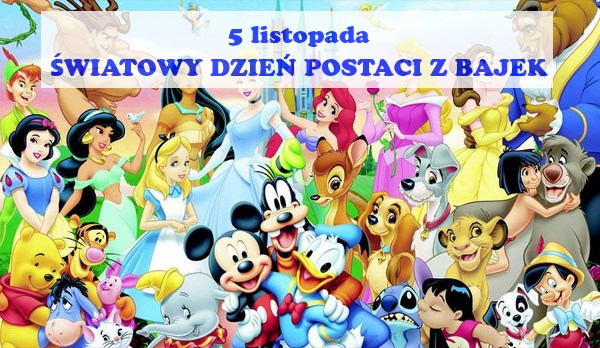 5 listopada
ŚWIATOWY DZIEŃ POSTACI Z BAJEK